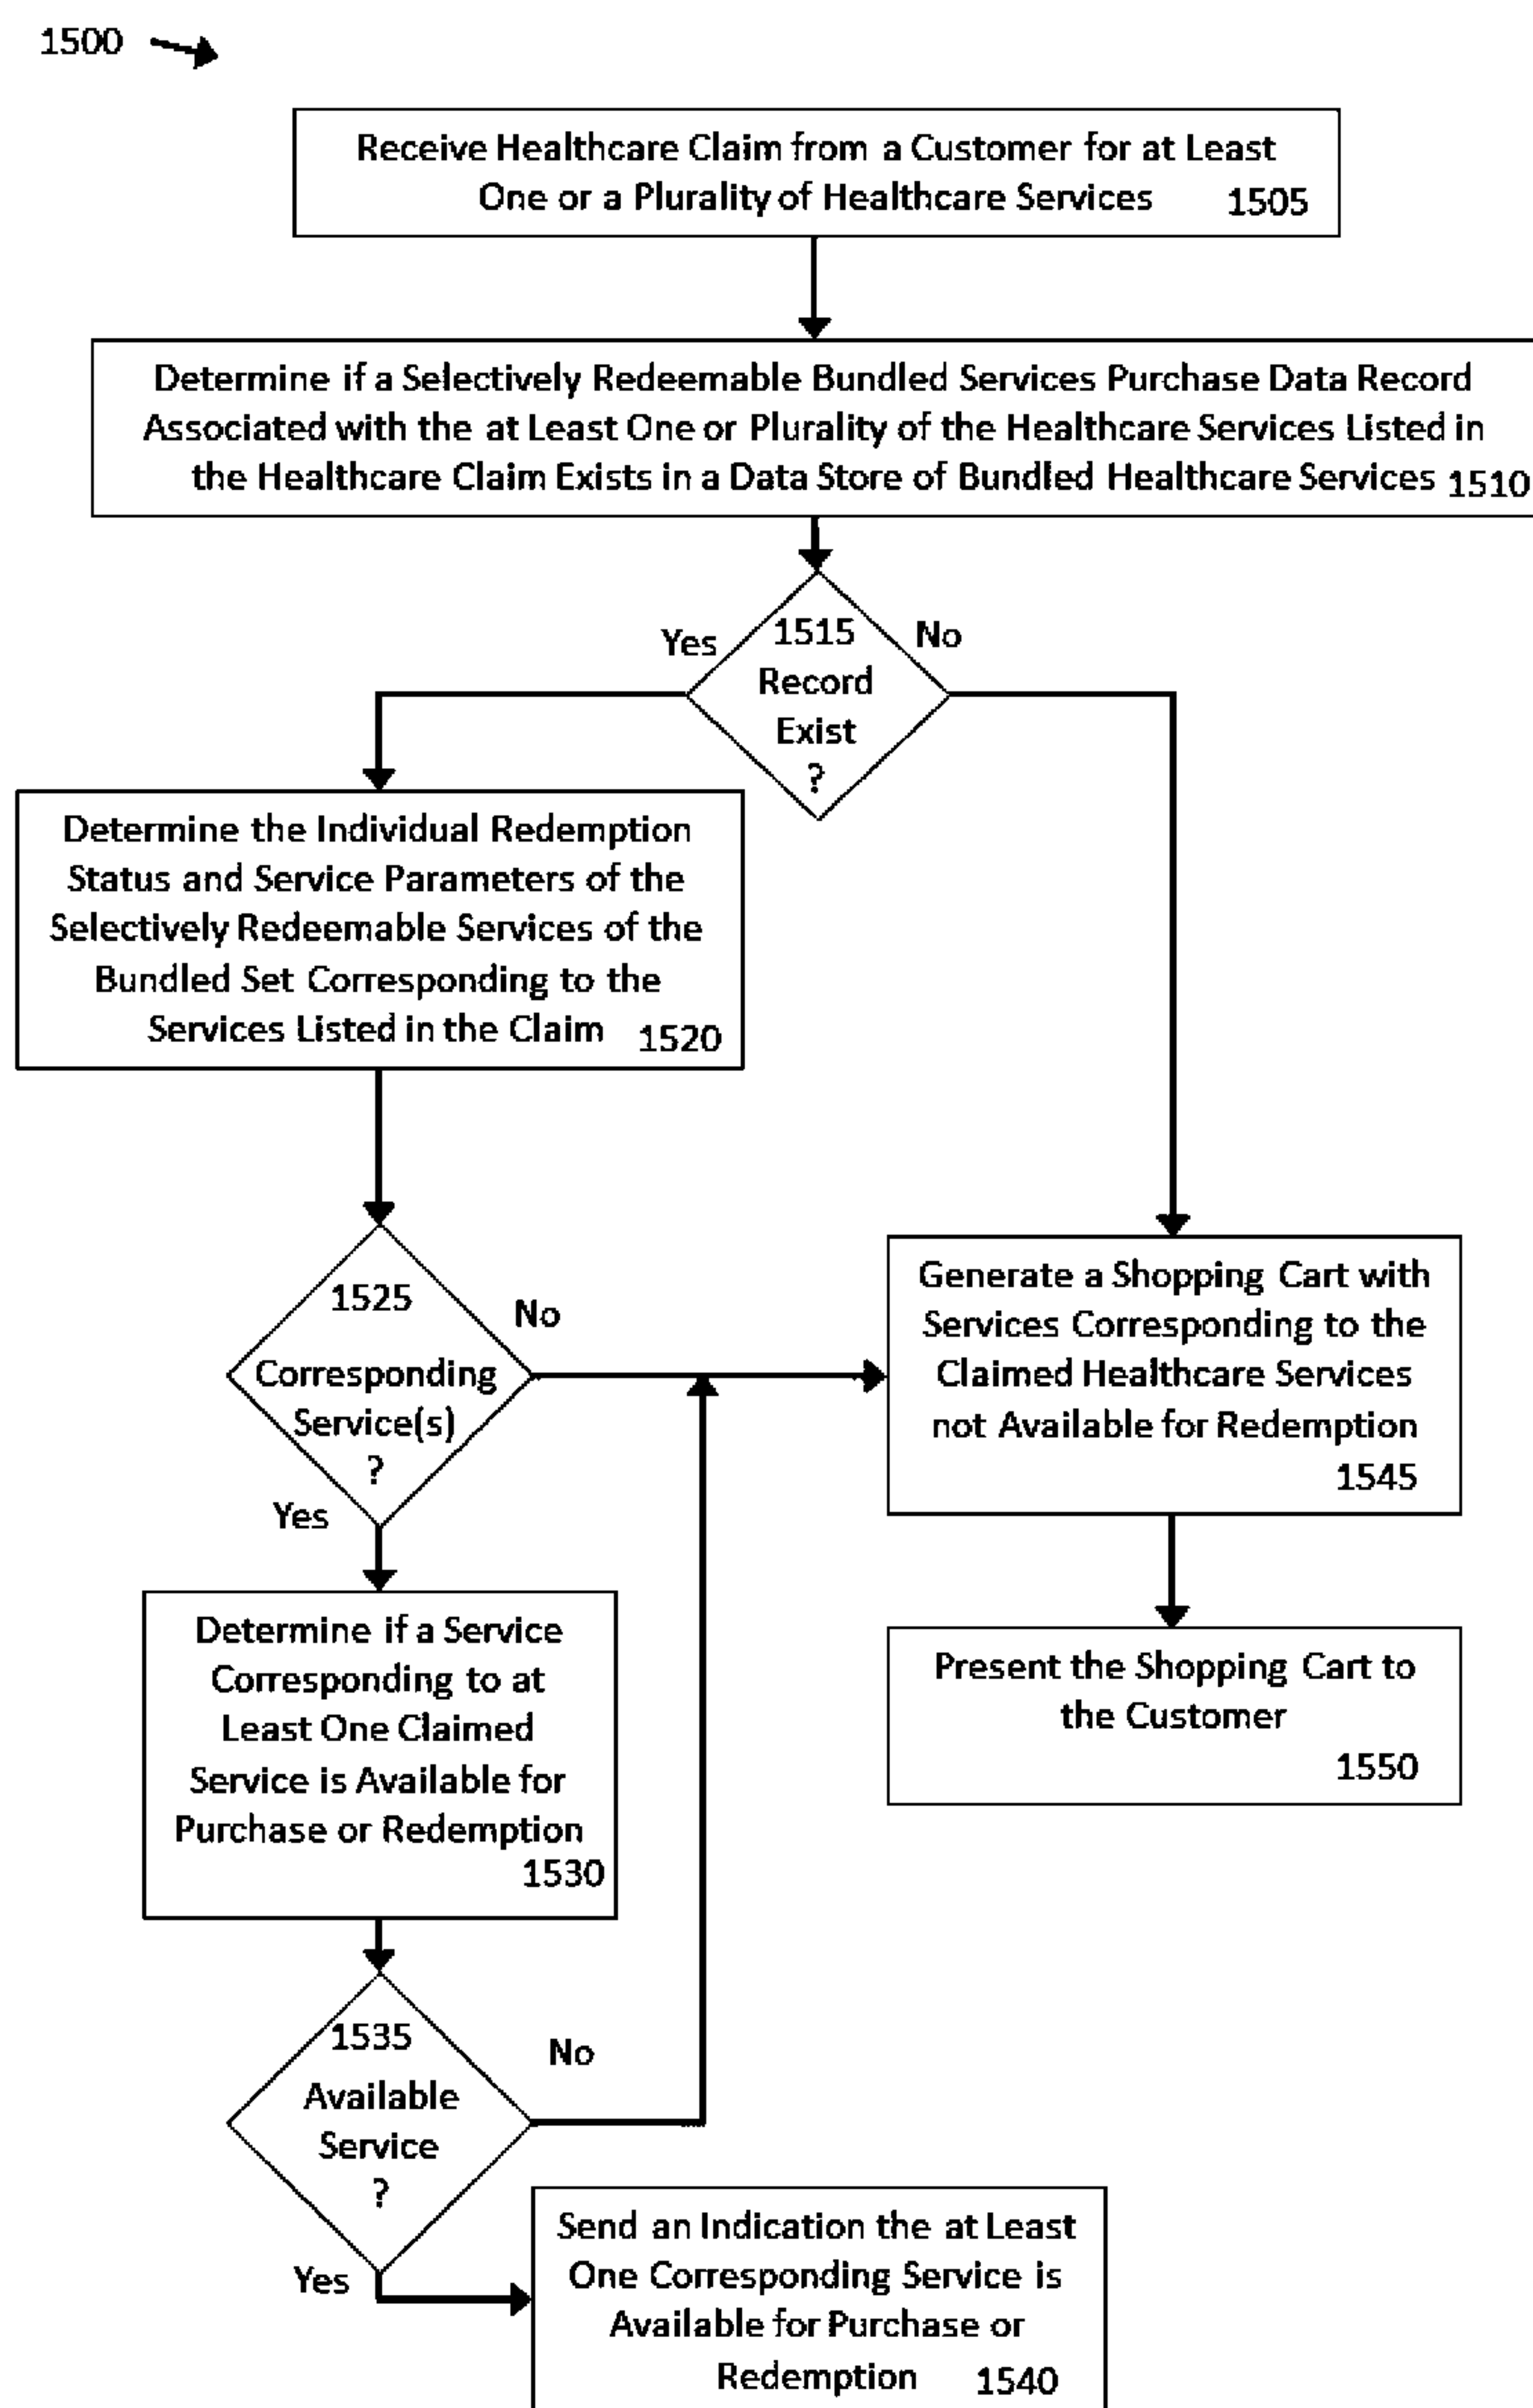 1500
Receive Healthcare Claim from a Customer for at Least
One or a Plurality of Healthcare Services 1505
Determine if a Selectively Redeemable Bundled Services Purchase Data Record
Associated with the at Least One or Plurality of the Healthcare Services Listed in
the Healthcare Claim Exists in a Data Store of Bundled Healthcare Services 1510
Yes
1515
Record
Exist
?
No
Determine the Individual Redemption
Status and Service Parameters of the
Selectively Redeemable Services of the
Bundled Set Corresponding to the
Services Listed in the Claim 1520
1525
Corresponding
Service(s)
?
No
Yes
Generate a Shopping Cart with
Services Corresponding to the
Claimed Healthcare Services
not Available for Redemption
1545
Determine if a Service
Corresponding to at
Least One Claimed
Service is Available for
Purchase or Redemption
1530
Present the Shopping Cart to
the Customer
1550
1535
Available
Service
?
No
Yes
Send an Indication the at Least
One Corresponding Service is
Available for Purchase or
Redemption 1540